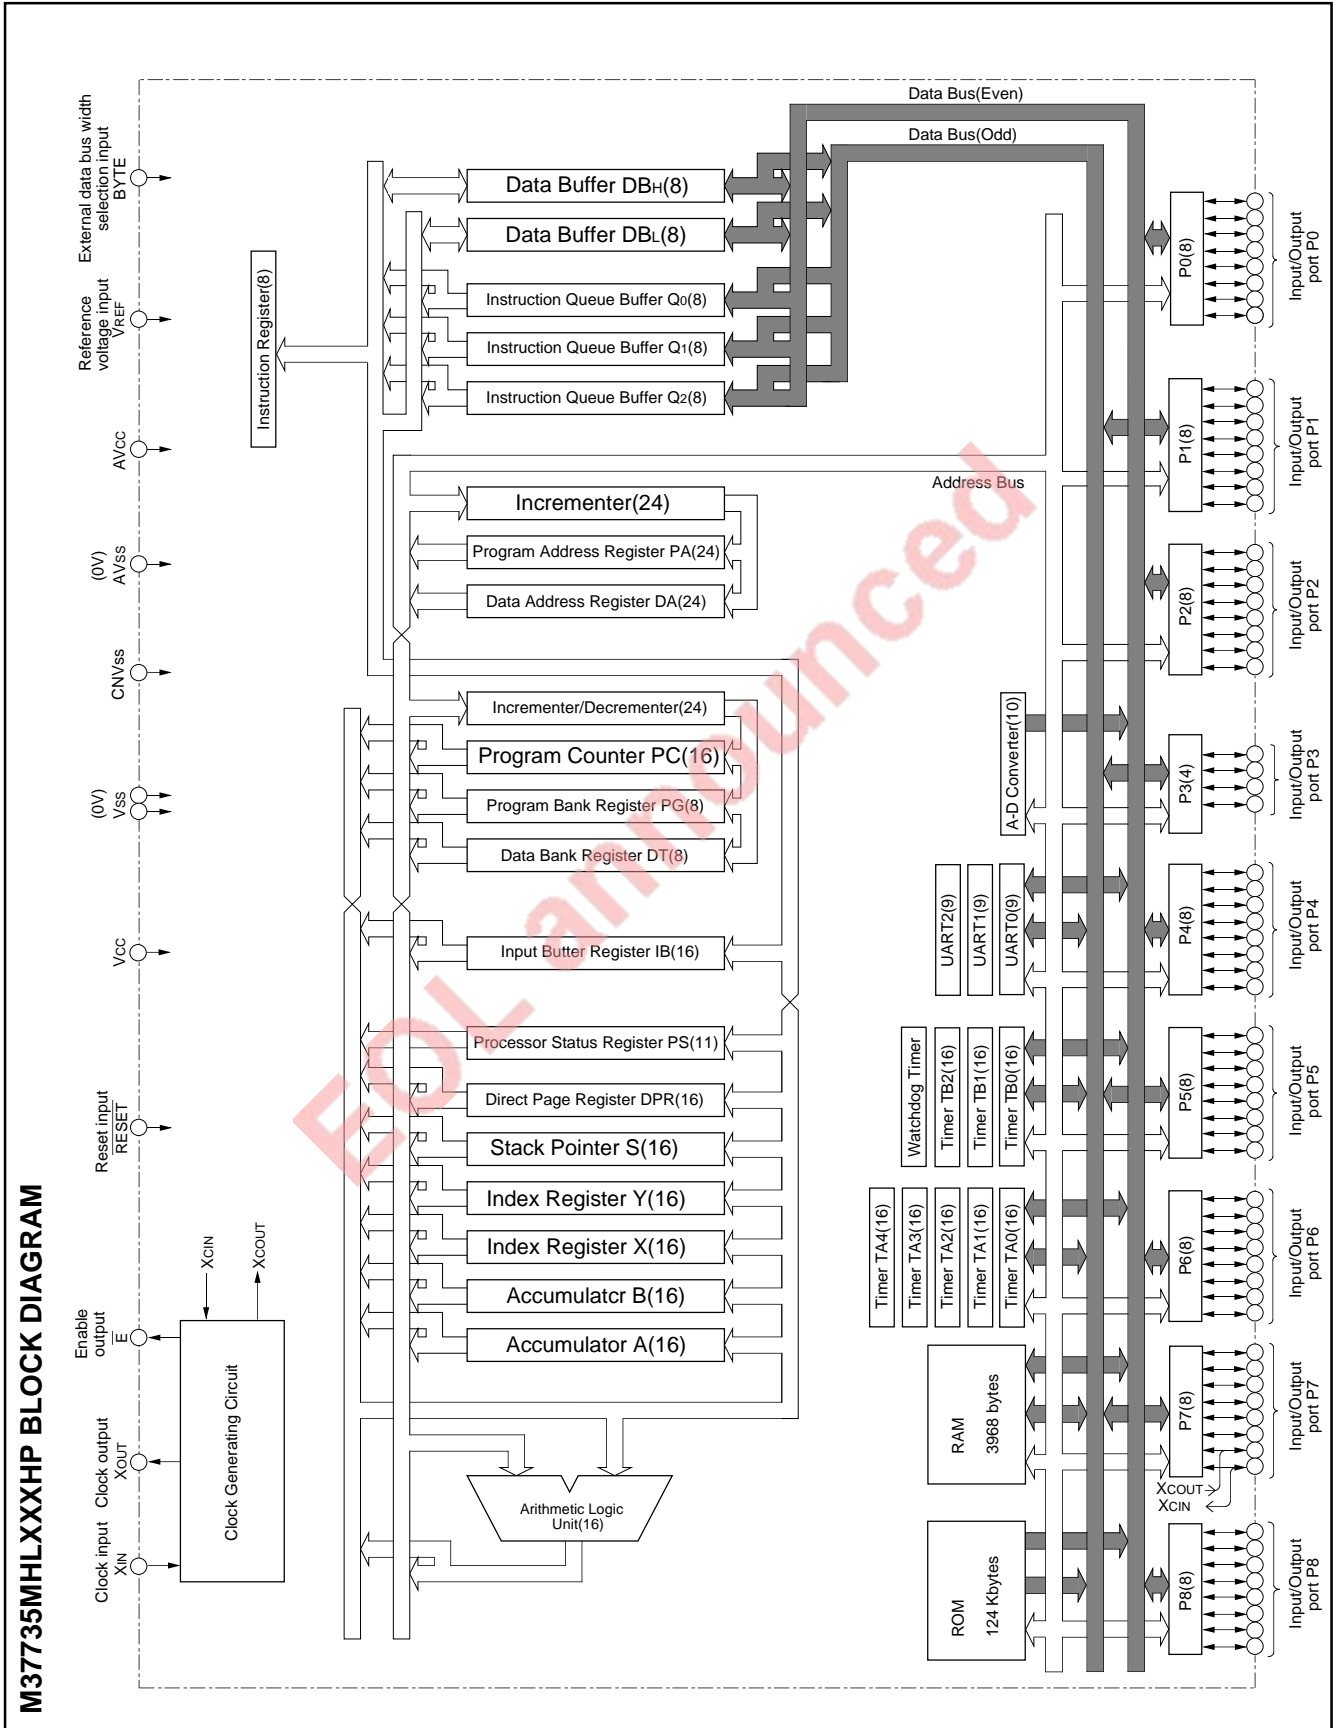 M37735MHLXXXHP BLOCK DIAGRAM
Data Bus(Even)
Data Bus(Odd)
Address Bus
External data bus width
selection input
BYTE
Reference
voltage input
VREF
AVCC
(0V)
AVSS
CNVSS
(0V)
VSS
VCC
Reset input
RESET
Enable
output
E
Clock output
XOUT
Clock input
XIN
Clock Generating Circuit
XCIN
XCOUT
Instruction Register(8)
Data Buffer DBH(8)
Data Buffer DBL(8)
Instruction Queue Buffer Q0(8)
Instruction Queue Buffer Q1(8)
Instruction Queue Buffer Q2(8)
Incrementer(24)
Program Address Register PA(24)
Data Address Register DA(24)
Incrementer/Decrementer(24)
Program Counter PC(16)
Program Bank Register PG(8)
Data Bank Register DT(8)
Input Butter Register IB(16)
Processor Status Register PS(11)
Direct Page Register DPR(16)
Stack Pointer S(16)
Index Register Y(16)
Index Register X(16)
Accumulatcr B(16)
Accumulator A(16)
Arithmetic Logic
Unit(16)
A-D Converter(10)
UART2(9)
UART1(9)
UART0(9)
Watchdog Timer
Timer TB2(16)
Timer TB1(16)
Timer TB0(16)
Timer TA4(16)
Timer TA3(16)
Timer TA2(16)
Timer TA1(16)
Timer TA0(16)
RAM
3968 bytes
ROM
124 Kbytes
P0(8)
Input/Output
port P0
P1(8)
Input/Output
port P1
P2(8)
Input/Output
port P2
P3(4)
Input/Output
port P3
P4(8)
Input/Output
port P4
P5(8)
Input/Output
port P5
P6(8)
Input/Output
port P6
P7(8)
Input/Output
port P7
XCOUT
XCIN
P8(8)
Input/Output
port P8
EOL announced